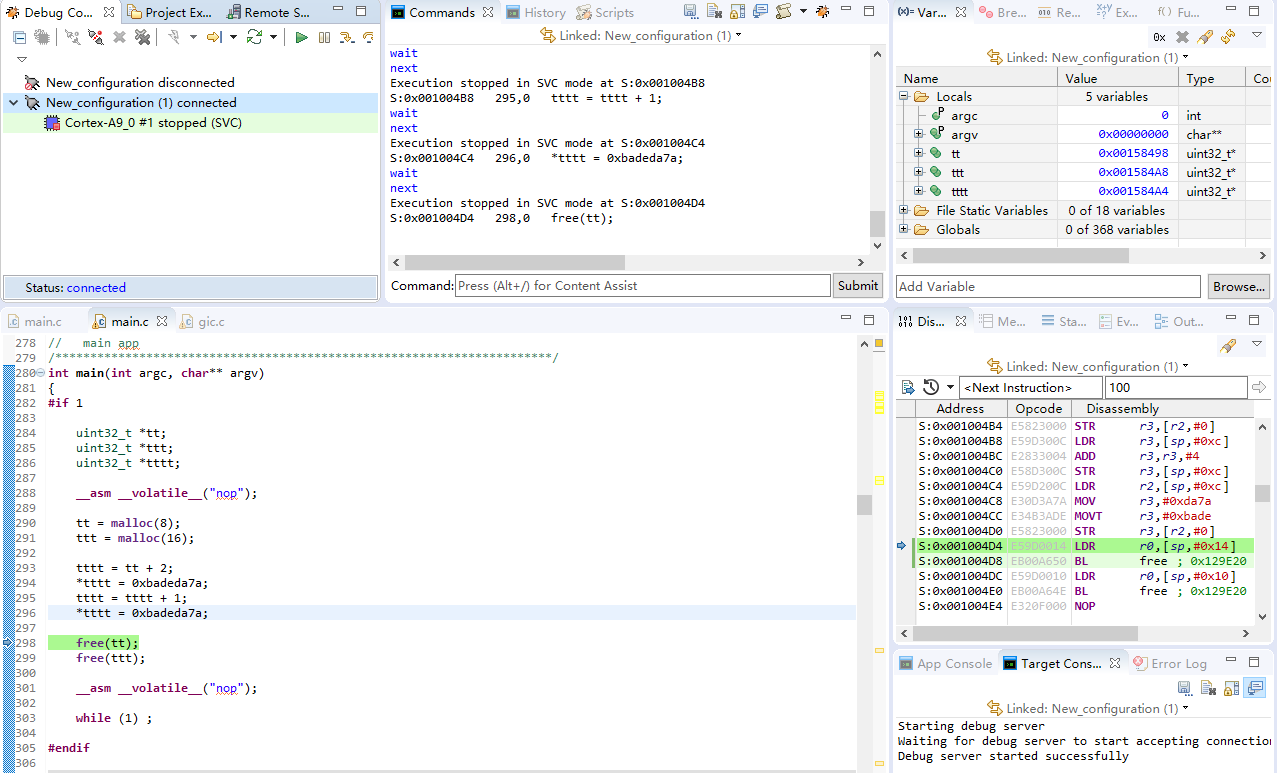 Debug Co...
Project Ex...
Remote S...
New_configuration disconnected
New_configuration (1) connected
Cortex-A9_0 #1 stopped (SVC)
Status: connected
Commands
History
Scripts
Linked: New_configuration (1)
wait
next
Execution stopped in SVC mode at S:0x001004B8
S:0x001004B8 295,0 tttt = tttt + 1;
wait
next
Execution stopped in SVC mode at S:0x001004C4
S:0x001004C4 296,0 *tttt = 0xbadeda7a;
wait
next
Execution stopped in SVC mode at S:0x001004D4
S:0x001004D4 298,0 free(tt);
Command: Press (Alt+/) for Content Assist Submit
(x)= Var...
Bre...
Re...
Ex...
Fu...
0x
Linked: New_configuration (1)
Name Value Type Cou
Locals 5 variables
argc 0 int
argv 0x00000000 char**
tt 0x00158498 uint32_t*
ttt 0x001584A8 uint32_t*
tttt 0x001584A4 uint32_t*
File Static Variables 0 of 18 variables
Globals 0 of 368 variables
Add Variable Browse...
main.c
main.c
gic.c
278 // main app
279 /***************************************************************************/
280 int main(int argc, char** argv)
281 {
282 #if 1
283
284 uint32_t *tt;
285 uint32_t *ttt;
286 uint32_t *tttt;
287
288 __asm __volatile__("nop");
289
290 tt = malloc(8);
291 ttt = malloc(16);
292
293 tttt = tt + 2;
294 *tttt = 0xbadeda7a;
295 tttt = tttt + 1;
296 *tttt = 0xbadeda7a;
297
298 free(tt);
299 free(ttt);
300
301 __asm __volatile__("nop");
302
303 while (1) ;
304
305 #endif
306
Dis...
Me...
Sta...
Ev...
Out...
Linked: New_configuration (1)
<Next Instruction> 100
Address Opcode Disassembly
S:0x001004B4 E5823000 STR r3,[r2,#0]
S:0x001004B8 E59D300C LDR r3,[sp,#0xc]
S:0x001004BC E2833004 ADD r3,r3,#4
S:0x001004C0 E58D300C STR r3,[sp,#0xc]
S:0x001004C4 E59D200C LDR r2,[sp,#0xc]
S:0x001004C8 E30D3A7A MOV r3,#0xda7a
S:0x001004CC E34B3ADE MOVT r3,#0xbade
S:0x001004D0 E5823000 STR r3,[r2,#0]
S:0x001004D4 E59D0014 LDR r0,[sp,#0x14]
S:0x001004D8 EB00A650 BL free ; 0x129E20
S:0x001004DC E59D0010 LDR r0,[sp,#0x10]
S:0x001004E0 EB00A64E BL free ; 0x129E20
S:0x001004E4 E320F000 NOP
App Console
Target Cons...
Error Log
Linked: New_configuration (1)
Starting debug server
Waiting for debug server to start accepting connection
Debug server started successfully